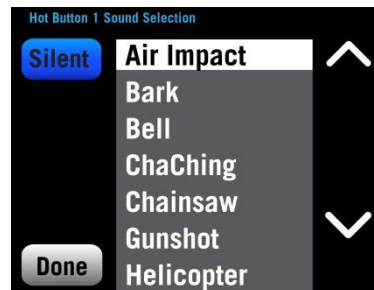 Hot Button 1 Sound Selection
Silent
Air Impact
Bark
Bell
ChaChing
Chainsaw
Gunshot
Helicopter
Done